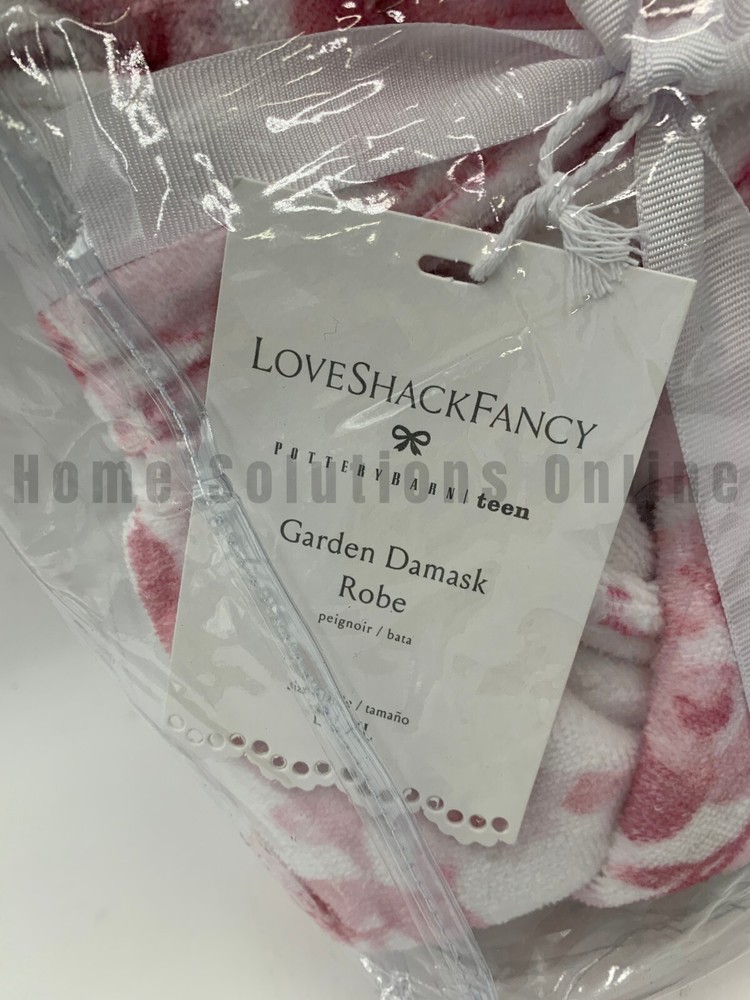 LOVESHACKFANCY
POTTERYBARN | teen
Home Solutions Online
Garden Damask
Robe
peignoir / bata
/ tamaño